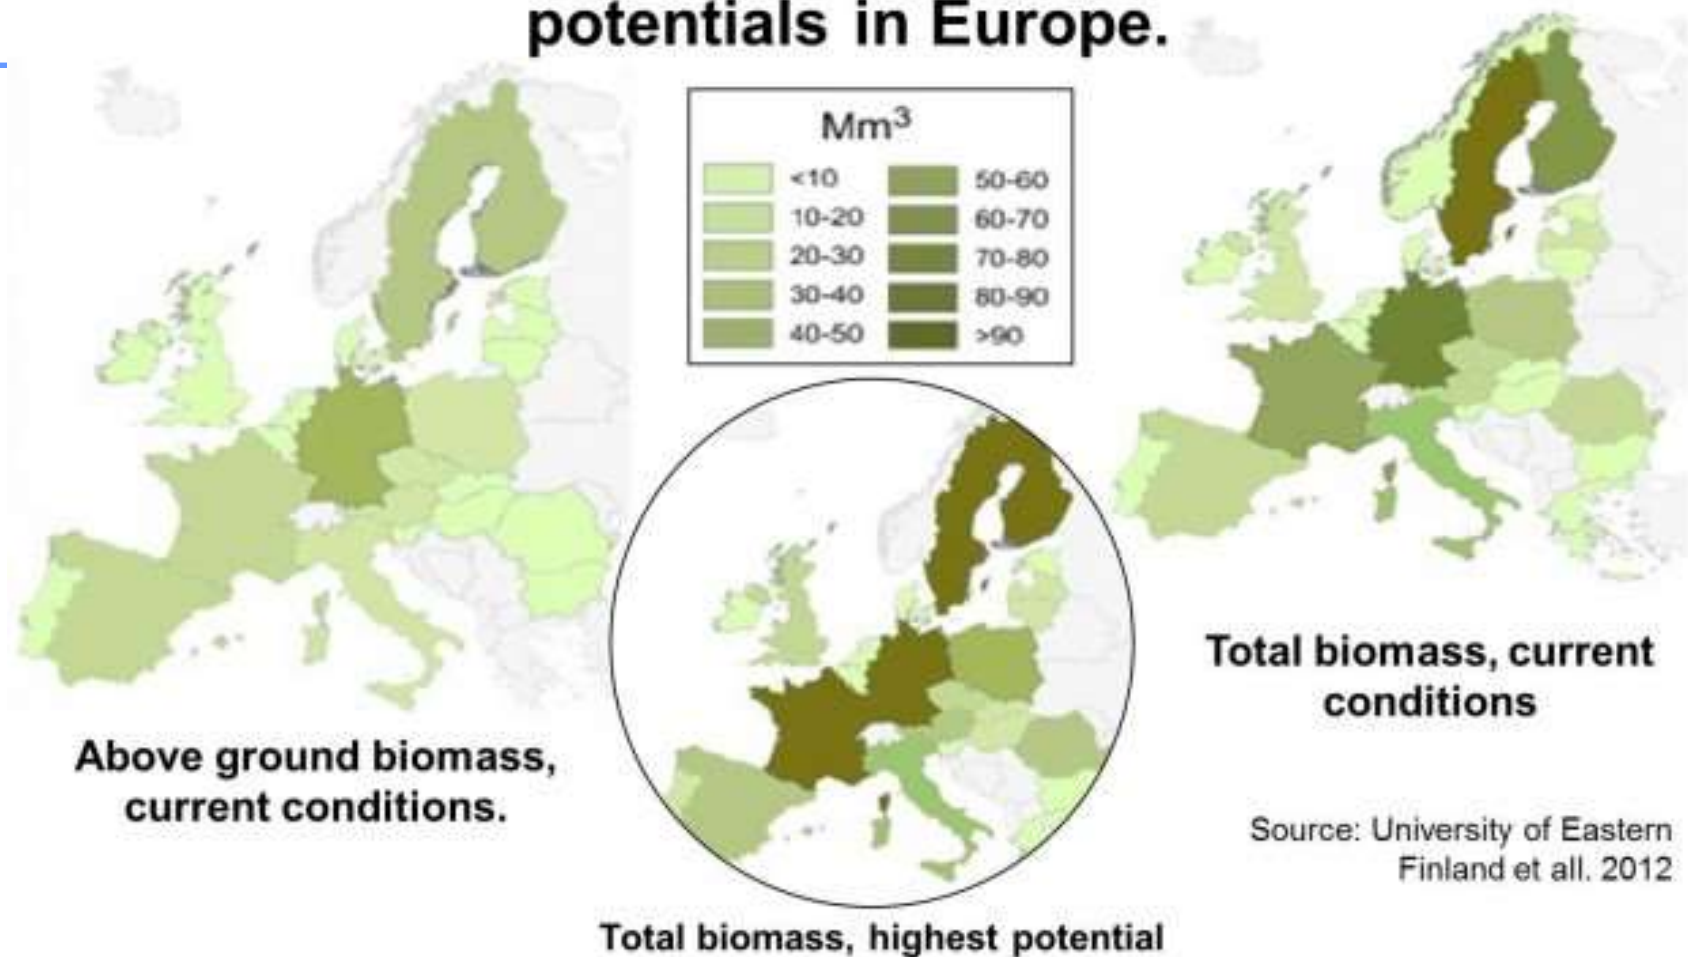 potentials in Europe.
Mm³
<10
10-20
20-30
30-40
40-50
50-60
60-70
70-80
80-90
>90
Above ground biomass,
current conditions.
Total biomass, current
conditions
Source: University of Eastern
Finland et all. 2012
Total biomass, highest potential